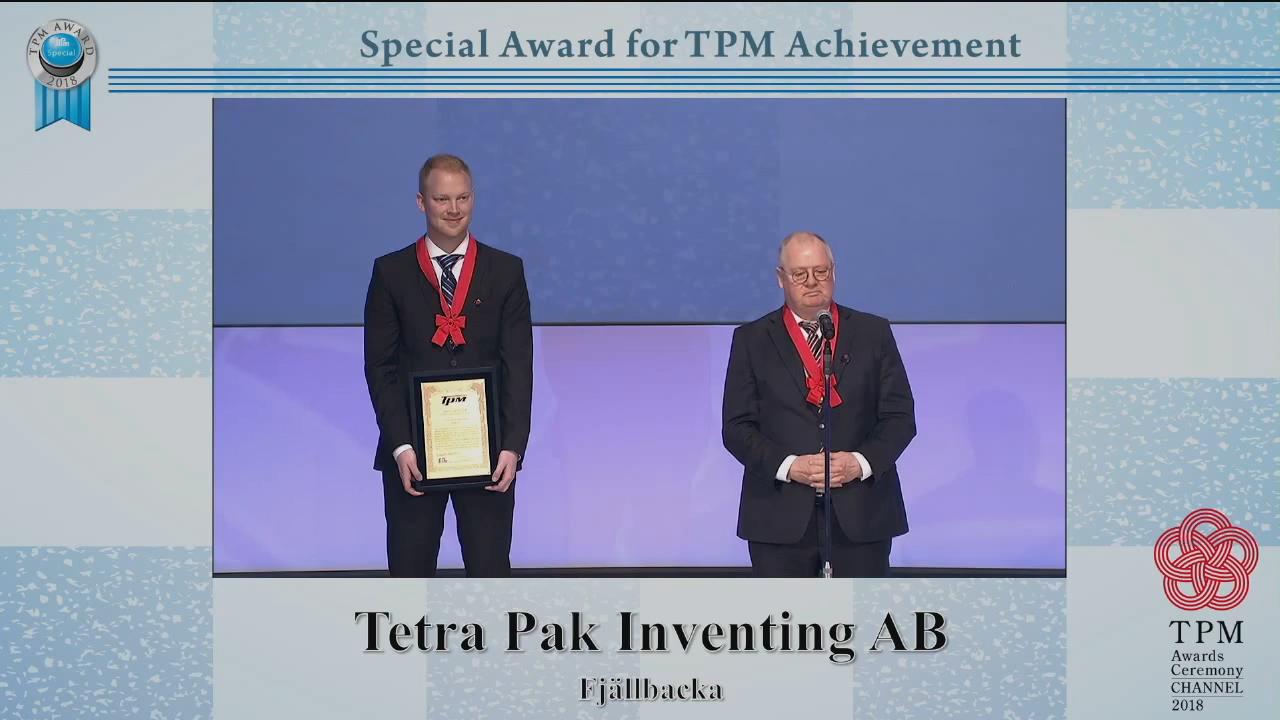 TPM AWARD
Special
2018
Special Award for TPM Achievement
TPM
Tetra Pak Inventing AB
Fjällbacka
TPM
Awards
Ceremony
CHANNEL
2018